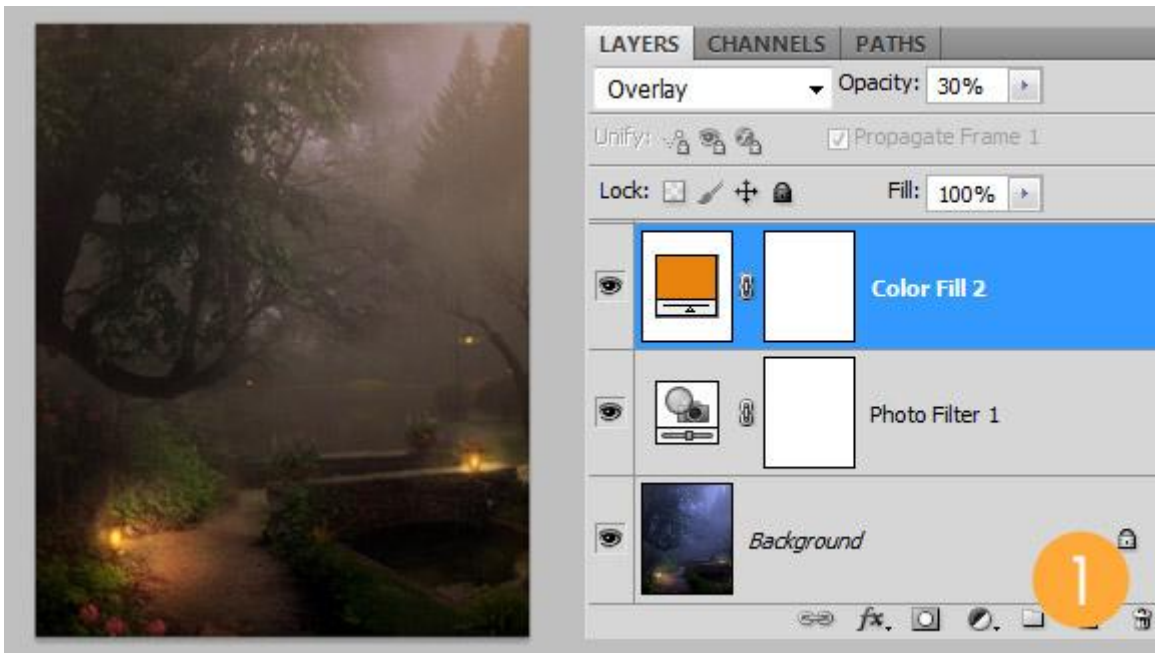 LAYERS CHANNELS PATHS
Overlay Opacity: 30%
Unify: Propagate Frame 1
Lock: Fill: 100%
Color Fill 2
Photo Filter 1
Background
fx.
1